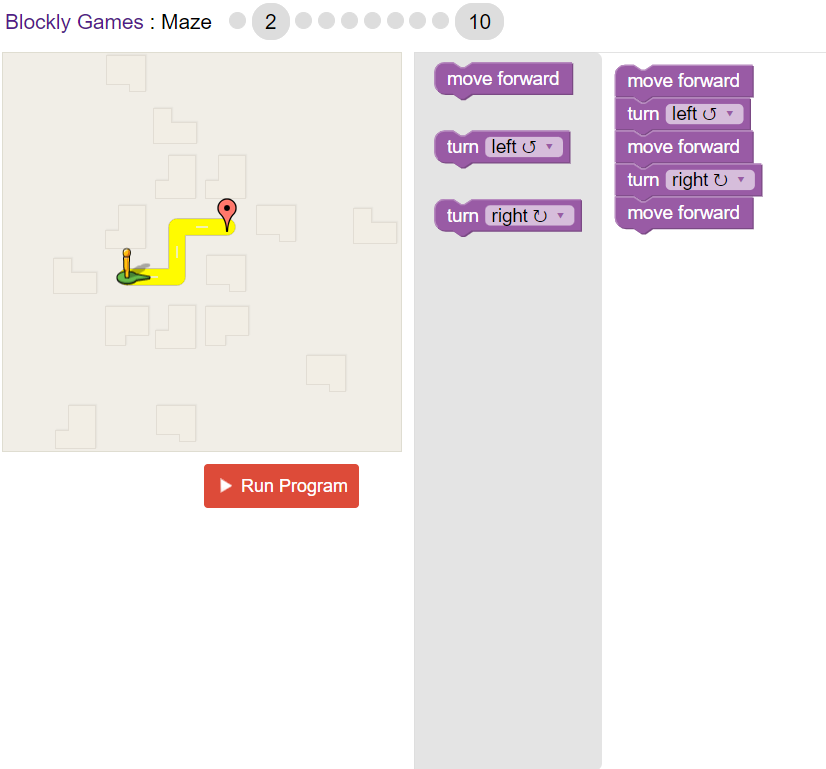 Blockly Games : Maze 2 10
move forward
turn left ↺ ▼
turn right ↻ ▼
move forward
turn left ↺ ▼
move forward
turn right ↻ ▼
move forward
Run Program